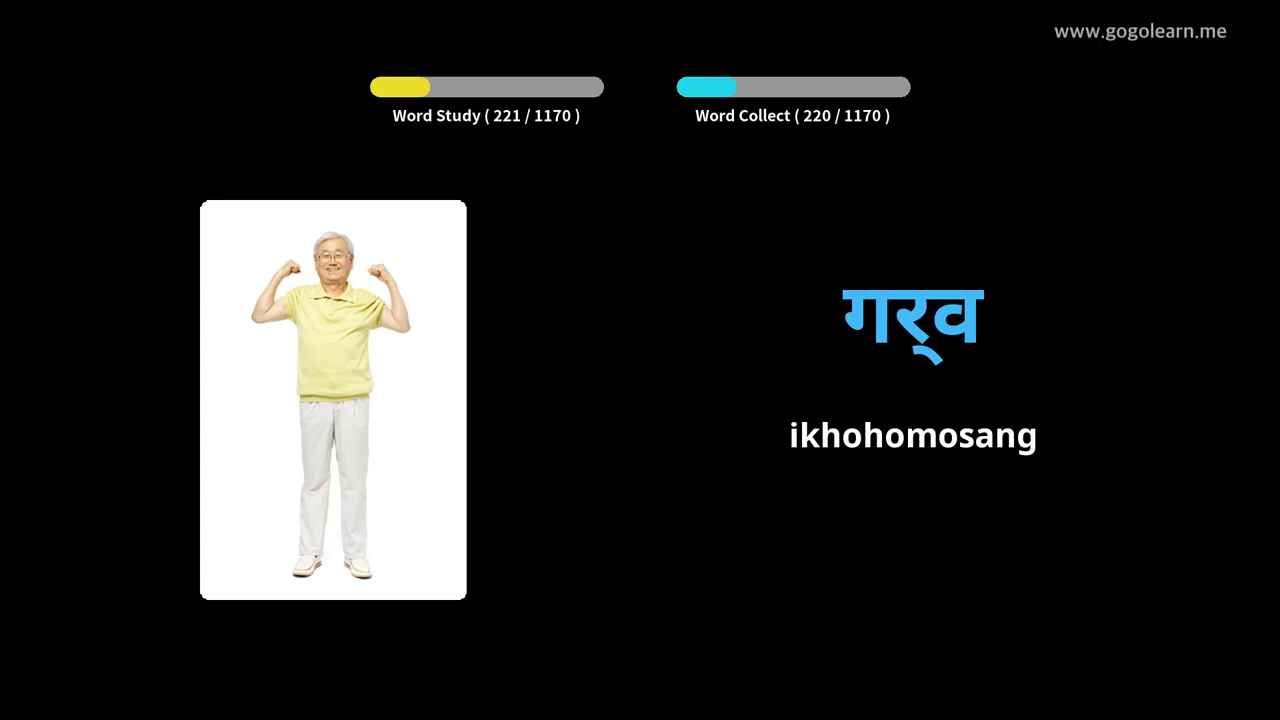 www.gogolearn.me
Word Study ( 221 / 1170 )
Word Collect ( 220 / 1170 )
गर्‌व
ikhohomosang